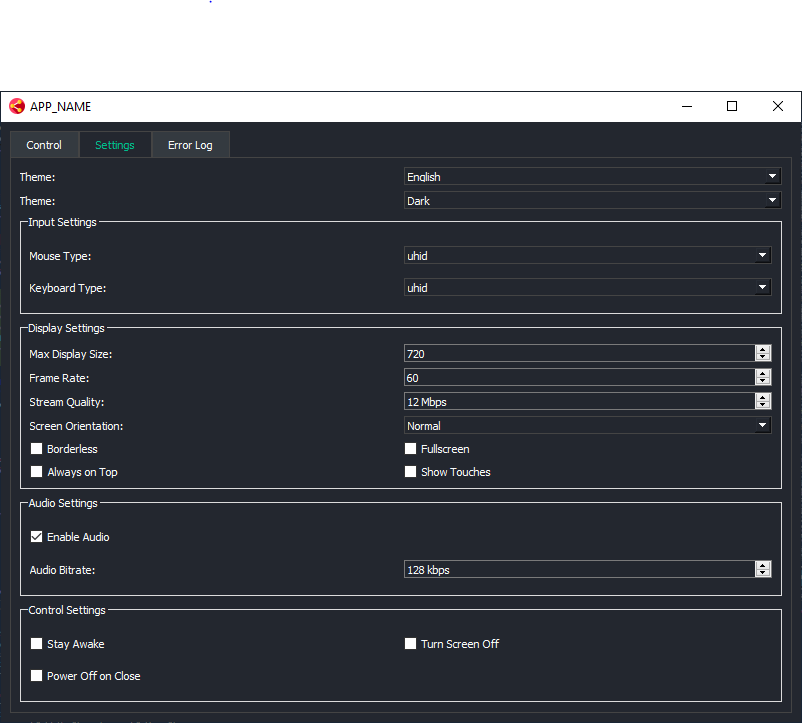 APP_NAME
Control Settings Error Log
Theme: English
Theme: Dark
Input Settings
Mouse Type: uhid
Keyboard Type: uhid
Display Settings
Max Display Size: 720
Frame Rate: 60
Stream Quality: 12 Mbps
Screen Orientation: Normal
Borderless Fullscreen
Always on Top Show Touches
Audio Settings
Enable Audio
Audio Bitrate: 128 kbps
Control Settings
Stay Awake Turn Screen Off
Power Off on Close